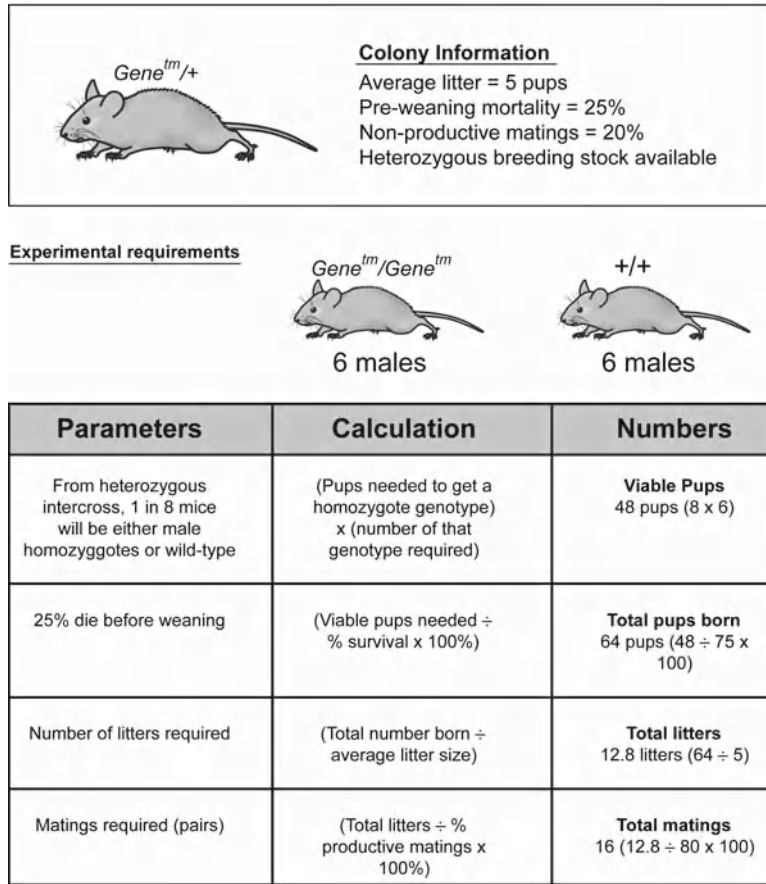 Gene^tm/+
Colony Information
Average litter = 5 pups
Pre-weaning mortality = 25%
Non-productive matings = 20%
Heterozygous breeding stock available
Experimental requirements
Gene^tm/Gene^tm
+/+
6 males
6 males
Parameters
Calculation
Numbers
From heterozygous
intercross, 1 in 8 mice
will be either male
homozyggotes or wild-type
(Pups needed to get a
homozygote genotype)
x (number of that
genotype required)
Viable Pups
48 pups (8 x 6)
25% die before weaning
(Viable pups needed ÷
% survival x 100%)
Total pups born
64 pups (48 ÷ 75 x
100)
Number of litters required
(Total number born ÷
average litter size)
Total litters
12.8 litters (64 ÷ 5)
Matings required (pairs)
(Total litters ÷ %
productive matings x
100%)
Total matings
16 (12.8 ÷ 80 x 100)